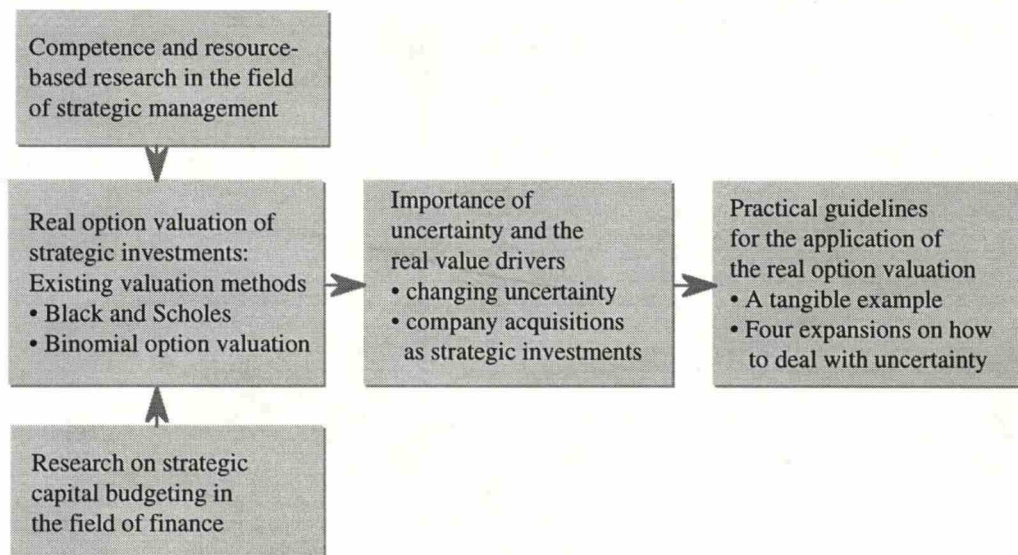 Competence and resource-
based research in the field
of strategic management
Real option valuation of
strategic investments:
Existing valuation methods
• Black and Scholes
• Binomial option valuation
Importance of
uncertainty and the
real value drivers
• changing uncertainty
• company acquisitions
as strategic investments
Practical guidelines
for the application of
the real option valuation
• A tangible example
• Four expansions on how
to deal with uncertainty
Research on strategic
capital budgeting in
the field of finance